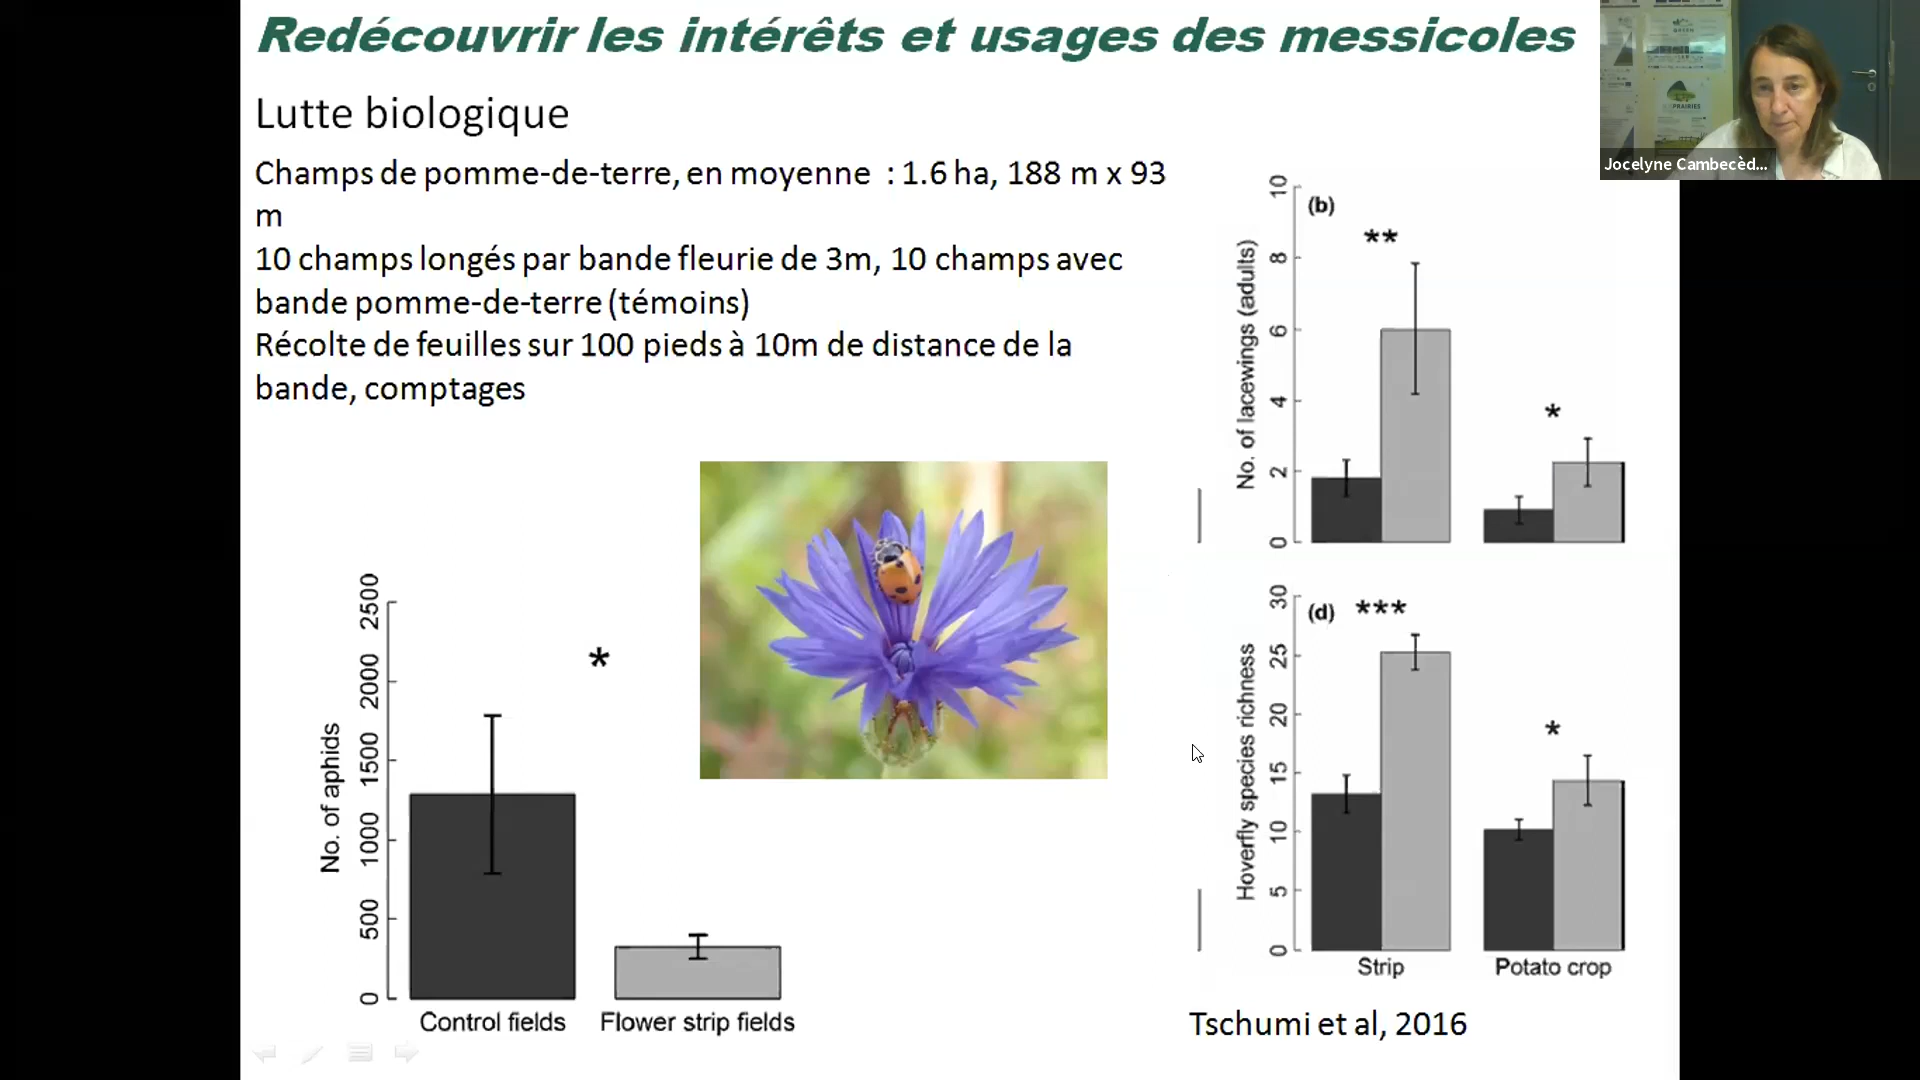 Redécouvrir les intérêts et usages des messicoles
Lutte biologique
Champs de pomme-de-terre, en moyenne : 1.6 ha, 188 m x 93
m
10 champs longés par bande fleurie de 3m, 10 champs avec
bande pomme-de-terre (témoins)
Récolte de feuilles sur 100 pieds à 10m de distance de la
bande, comptages
No. of aphids
2500
2000
1500
1000
500
0
*
Control fields
Flower strip fields
(b)
No. of lacewings (adults)
10
8
6
4
2
0
**
*
(d)
Hoverfly species richness
30
25
20
15
10
5
0
***
*
Strip
Potato crop
Tschumi et al, 2016
PRAIRIES
Jocelyne Cambecèd...